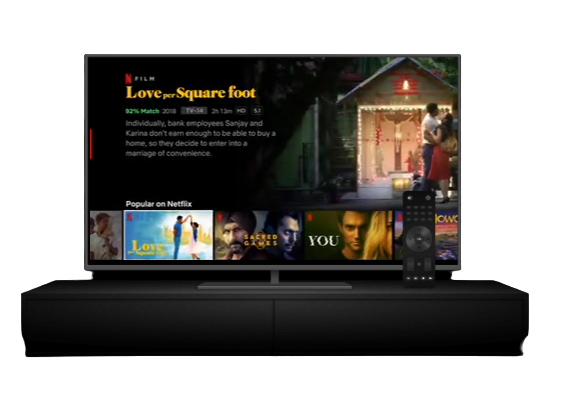 N FILM
Love per Square foot
92% Match 2018 TV-14 2h 13m HD 5.1
Individually, bank employees Sanjay and
Karina don't earn enough to be able to buy a
home, so they decide to enter into a
marriage of convenience.
Popular on Netflix
Love
per Square Foot
SACRED
GAMES
YOU